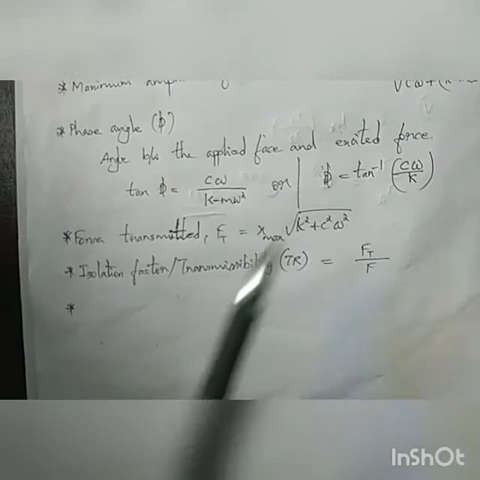 * Maximum
* Phase angle (ϕ)
Angle b/w the applied face and exited force
tan ϕ = cω / k-mω² or | ϕ = tan⁻¹ (cω / k)
* Force transmitted, F_T = x_max √k²+c²ω²
* Isolation factor/Transmissibility (TR) = F_T / F
*
InShOt